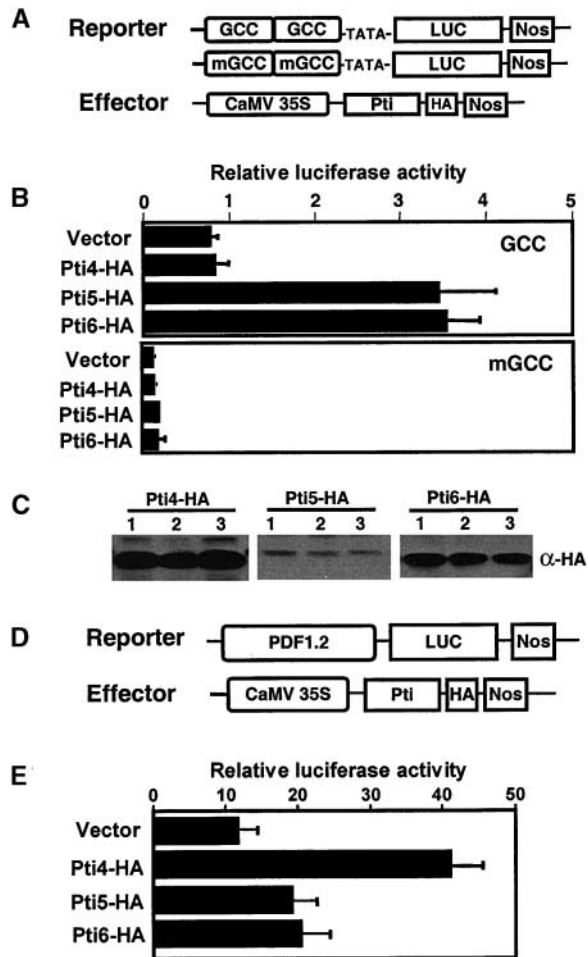 A
Reporter GCC GCC -TATA- LUC Nos
mGCC mGCC -TATA- LUC Nos
Effector CaMV 35S Pti HA Nos
Relative luciferase activity
B
0 1 2 3 4 5
Vector
GCC
Pti4-HA
Pti5-HA
Pti6-HA
Vector
mGCC
Pti4-HA
Pti5-HA
Pti6-HA
C
Pti4-HA Pti5-HA Pti6-HA
1 2 3 1 2 3 1 2 3
α-HA
D
Reporter PDF1.2 LUC Nos
Effector CaMV 35S Pti HA Nos
Relative luciferase activity
E
0 10 20 30 40 50
Vector
Pti4-HA
Pti5-HA
Pti6-HA